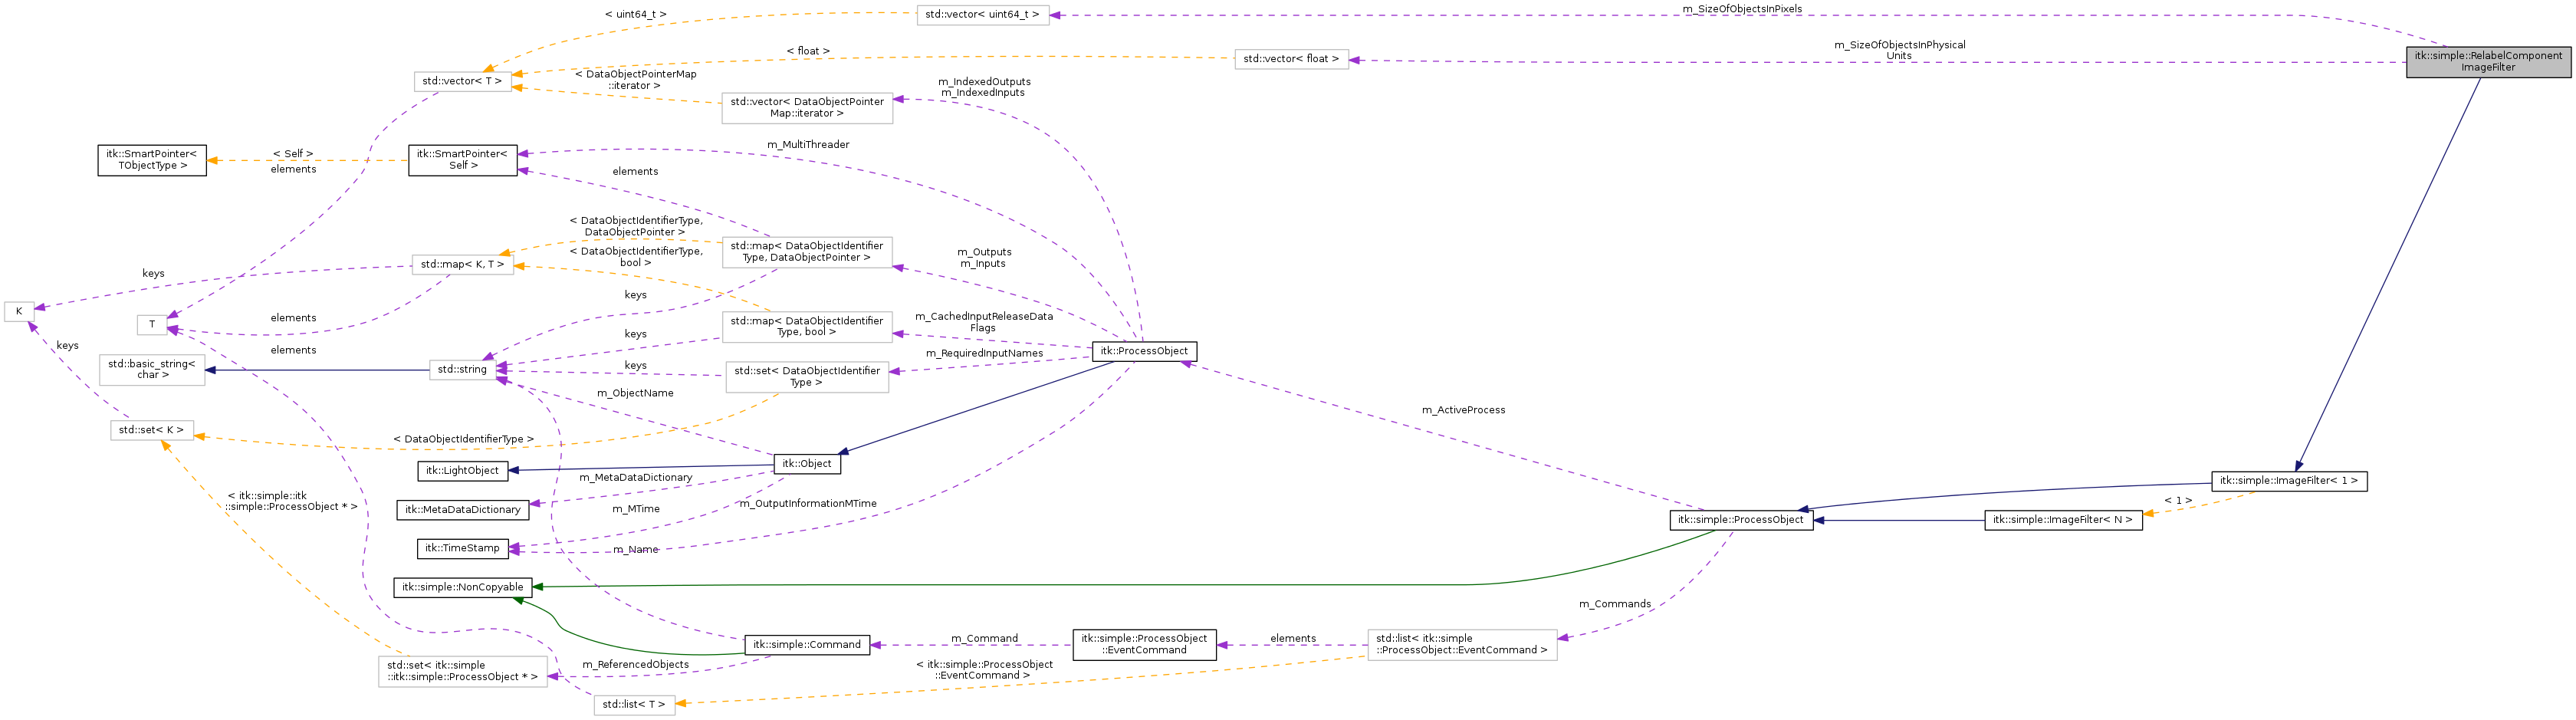 < uint64_t >
std::vector< uint64_t >
m_SizeOfObjectsInPixels
< float >
std::vector< float >
m_SizeOfObjectsInPhysical
Units
itk::simple::RelabelComponent
ImageFilter
std::vector< T >
< DataObjectPointerMap
::iterator >
std::vector< DataObjectPointer
Map::iterator >
m_IndexedOutputs
m_IndexedInputs
itk::SmartPointer<
TObjectType >
< Self >
elements
itk::SmartPointer<
Self >
m_MultiThreader
elements
< DataObjectIdentifierType,
DataObjectPointer >
std::map< DataObjectIdentifier
Type, DataObjectPointer >
m_Outputs
m_Inputs
std::map< K, T >
< DataObjectIdentifierType,
bool >
keys
keys
K
T
elements
std::map< DataObjectIdentifier
Type, bool >
m_CachedInputReleaseData
Flags
keys
keys
elements
itk::ProcessObject
m_RequiredInputNames
std::basic_string<
char >
std::string
keys
std::set< DataObjectIdentifier
Type >
m_ObjectName
m_ActiveProcess
std::set< K >
< DataObjectIdentifierType >
itk::LightObject
itk::Object
m_MetaDataDictionary
itk::simple::ImageFilter< 1 >
< itk::simple::itk
::simple::ProcessObject * >
itk::MetaDataDictionary
m_MTime
m_OutputInformationMTime
< 1 >
itk::simple::ProcessObject
itk::simple::ImageFilter< N >
itk::TimeStamp
m_Name
itk::simple::NonCopyable
m_Commands
itk::simple::Command
m_Command
itk::simple::ProcessObject
::EventCommand
elements
std::list< itk::simple
::ProcessObject::EventCommand >
std::set< itk::simple
::itk::simple::ProcessObject * >
m_ReferencedObjects
< itk::simple::ProcessObject
::EventCommand >
std::list< T >